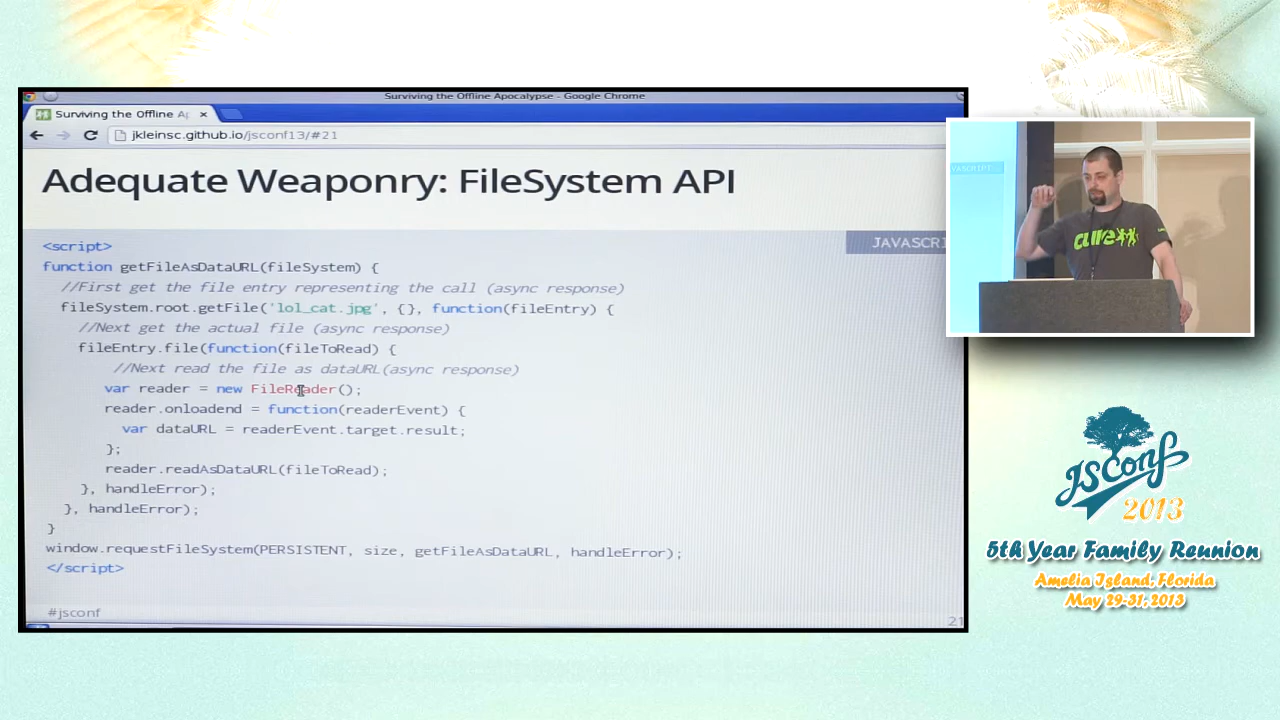 Surviving the Offline Apocalypse - Google Chrome
Surviving the Offline Ap ×
jkleinsc.github.io/jsconf13/#21
Adequate Weaponry: FileSystem API
JAVASCRI
<script>
function getFileAsDataURL(fileSystem) {
//First get the file entry representing the call (async response)
fileSystem.root.getFile('lol_cat.jpg', {}, function(fileEntry) {
//Next get the actual file (async response)
fileEntry.file(function(fileToRead) {
//Next read the file as dataURL(async response)
var reader = new FileReader();
reader.onloadend = function(readerEvent) {
var dataURL = readerEvent.target.result;
};
reader.readAsDataURL(fileToRead);
}, handleError);
}, handleError);
}
window.requestFileSystem(PERSISTENT, size, getFileAsDataURL, handleError);
</script>
#jsconf
21
VASCRIPT
JSConf
2013
5th Year Family Reunion
Amelia Island, Florida
May 29-31, 2013